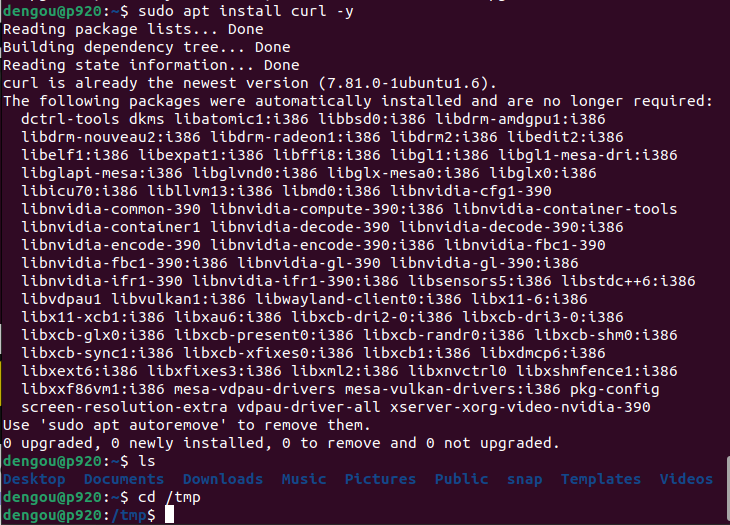 dengou@p920:~$ sudo apt install curl -y
Reading package lists... Done
Building dependency tree... Done
Reading state information... Done
curl is already the newest version (7.81.0-1ubuntu1.6).
The following packages were automatically installed and are no longer required:
  dctrl-tools dkms libatomic1:i386 libbsd0:i386 libdrm-amdgpu1:i386
  libdrm-nouveau2:i386 libdrm-radeon1:i386 libdrm2:i386 libedit2:i386
  libelf1:i386 libexpat1:i386 libffi8:i386 libgl1:i386 libgl1-mesa-dri:i386
  libglapi-mesa:i386 libglvnd0:i386 libglx-mesa0:i386 libglx0:i386
  libicu70:i386 libllvm13:i386 libmd0:i386 libnvidia-cfg1-390
  libnvidia-common-390 libnvidia-compute-390:i386 libnvidia-container-tools
  libnvidia-container1 libnvidia-decode-390 libnvidia-decode-390:i386
  libnvidia-encode-390 libnvidia-encode-390:i386 libnvidia-fbc1-390
  libnvidia-fbc1-390:i386 libnvidia-gl-390 libnvidia-gl-390:i386
  libnvidia-ifr1-390 libnvidia-ifr1-390:i386 libsensors5:i386 libstdc++6:i386
  libvdpau1 libvulkan1:i386 libwayland-client0:i386 libx11-6:i386
  libx11-xcb1:i386 libxau6:i386 libxcb-dri2-0:i386 libxcb-dri3-0:i386
  libxcb-glx0:i386 libxcb-present0:i386 libxcb-randr0:i386 libxcb-shm0:i386
  libxcb-sync1:i386 libxcb-xfixes0:i386 libxcb1:i386 libxdmcp6:i386
  libxext6:i386 libxfixes3:i386 libxml2:i386 libxnvctrl0 libxshmfence1:i386
  libxxf86vm1:i386 mesa-vdpau-drivers mesa-vulkan-drivers:i386 pkg-config
  screen-resolution-extra vdpau-driver-all xserver-xorg-video-nvidia-390
Use 'sudo apt autoremove' to remove them.
0 upgraded, 0 newly installed, 0 to remove and 0 not upgraded.
dengou@p920:~$ ls
Desktop  Documents  Downloads  Music  Pictures  Public  snap  Templates  Videos
dengou@p920:~$ cd /tmp
dengou@p920:/tmp$